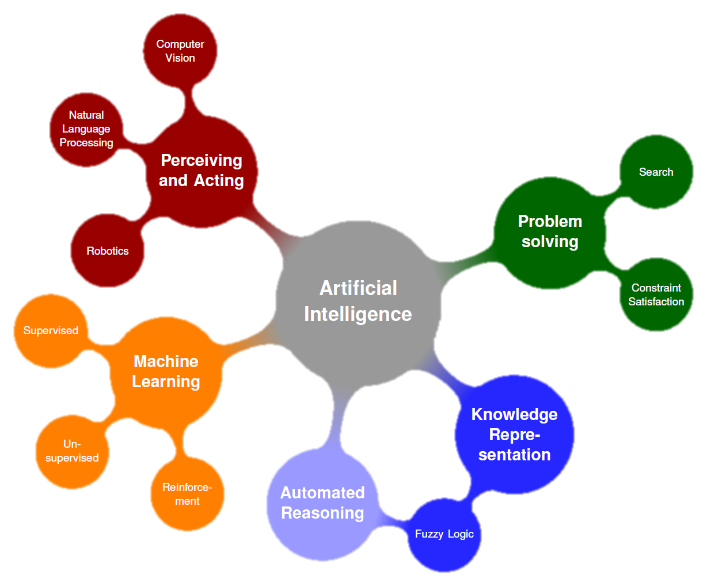 Computer
Vision
Natural
Language
Processing
Perceiving
and Acting
Robotics
Search
Problem
solving
Constraint
Satisfaction
Artificial
Intelligence
Supervised
Machine
Learning
Un-
supervised
Reinforce-
ment
Knowledge
Repre-
sentation
Automated
Reasoning
Fuzzy Logic